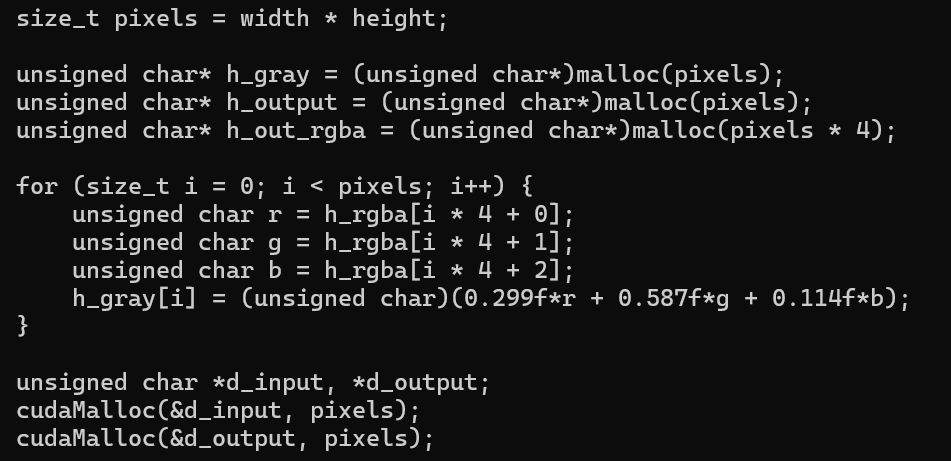 size_t pixels = width * height;

unsigned char* h_gray = (unsigned char*)malloc(pixels);
unsigned char* h_output = (unsigned char*)malloc(pixels);
unsigned char* h_out_rgba = (unsigned char*)malloc(pixels * 4);

for (size_t i = 0; i < pixels; i++) {
    unsigned char r = h_rgba[i * 4 + 0];
    unsigned char g = h_rgba[i * 4 + 1];
    unsigned char b = h_rgba[i * 4 + 2];
    h_gray[i] = (unsigned char)(0.299f*r + 0.587f*g + 0.114f*b);
}

unsigned char *d_input, *d_output;
cudaMalloc(&d_input, pixels);
cudaMalloc(&d_output, pixels);